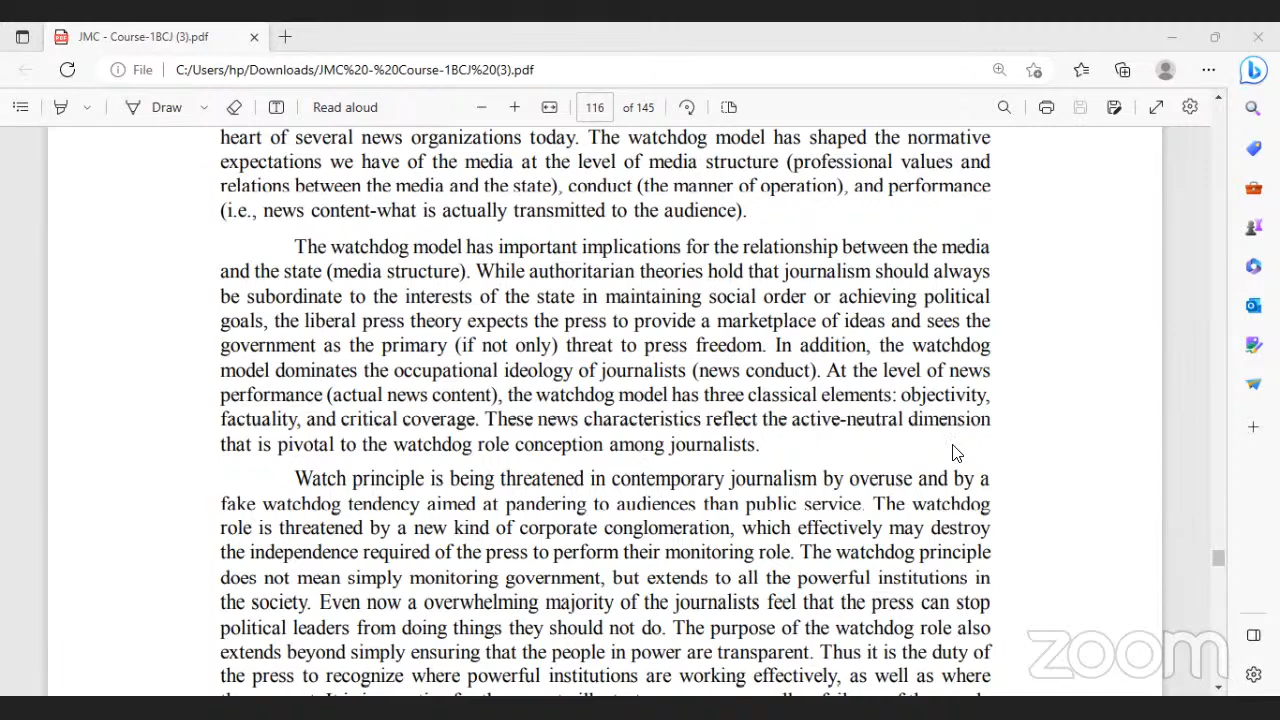 JMC - Course-1BCJ (3).pdf
File C:/Users/hp/Downloads/JMC%20-%20Course-1BCJ%20(3).pdf
Draw Read aloud 116 of 145
heart of several news organizations today. The watchdog model has shaped the normative
expectations we have of the media at the level of media structure (professional values and
relations between the media and the state), conduct (the manner of operation), and performance
(i.e., news content-what is actually transmitted to the audience).
The watchdog model has important implications for the relationship between the media
and the state (media structure). While authoritarian theories hold that journalism should always
be subordinate to the interests of the state in maintaining social order or achieving political
goals, the liberal press theory expects the press to provide a marketplace of ideas and sees the
government as the primary (if not only) threat to press freedom. In addition, the watchdog
model dominates the occupational ideology of journalists (news conduct). At the level of news
performance (actual news content), the watchdog model has three classical elements: objectivity,
factuality, and critical coverage. These news characteristics reflect the active-neutral dimension
that is pivotal to the watchdog role conception among journalists.
Watch principle is being threatened in contemporary journalism by overuse and by a
fake watchdog tendency aimed at pandering to audiences than public service. The watchdog
role is threatened by a new kind of corporate conglomeration, which effectively may destroy
the independence required of the press to perform their monitoring role. The watchdog principle
does not mean simply monitoring government, but extends to all the powerful institutions in
the society. Even now a overwhelming majority of the journalists feel that the press can stop
political leaders from doing things they should not do. The purpose of the watchdog role also
extends beyond simply ensuring that the people in power are transparent. Thus it is the duty of
the press to recognize where powerful institutions are working effectively, as well as where
zoom